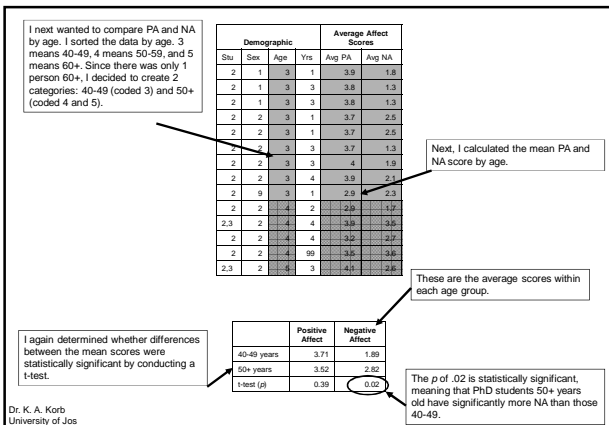 I next wanted to compare PA and NA
by age. I sorted the data by age. 3
means 40-49, 4 means 50-59, and 5
means 60+. Since there was only 1
person 60+, I decided to create 2
categories: 40-49 (coded 3) and 50+
(coded 4 and 5).
Demographic Average Affect
Scores
Stu Sex Age Yrs Avg PA Avg NA
2 1 3 1 3.9 1.8
2 1 3 3 3.8 1.3
2 1 3 3 3.8 1.3
2 2 3 1 3.7 2.5
2 2 3 1 3.7 2.5
2 2 3 3 3.7 1.3
2 2 3 3 4 1.9
2 2 3 4 3.9 2.1
2 9 3 1 2.9 2.3
2 2 4 2 2.9 1.7
2,3 2 4 4 3.9 3.5
2 2 4 4 3.2 2.7
2 2 4 99 3.5 3.6
2,3 2 5 3 4.1 2.6
Next, I calculated the mean PA and
NA score by age.
These are the average scores within
each age group.
I again determined whether differences
between the mean scores were
statistically significant by conducting a
t-test.
Positive
Affect
Negative
Affect
40-49 years 3.71 1.89
50+ years 3.52 2.82
t-test (p) 0.39 0.02
The p of .02 is statistically significant,
meaning that PhD students 50+ years
old have significantly more NA than those
40-49.
Dr. K. A. Korb
University of Jos